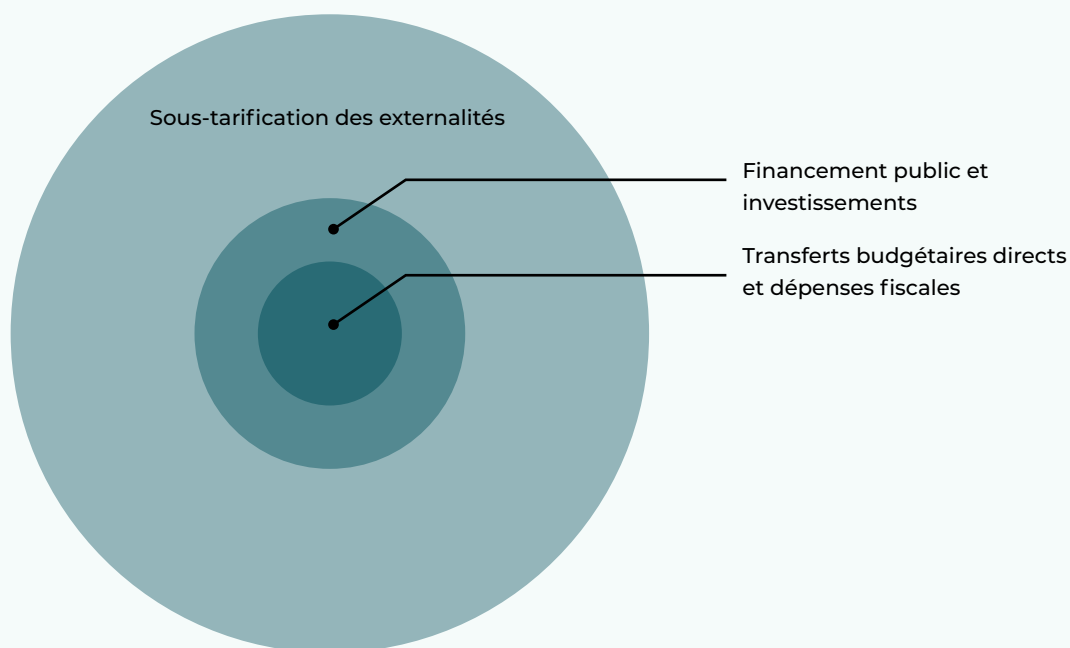 Sous-tarification des externalités
Financement public et
investissements
Transferts budgétaires directs
et dépenses fiscales